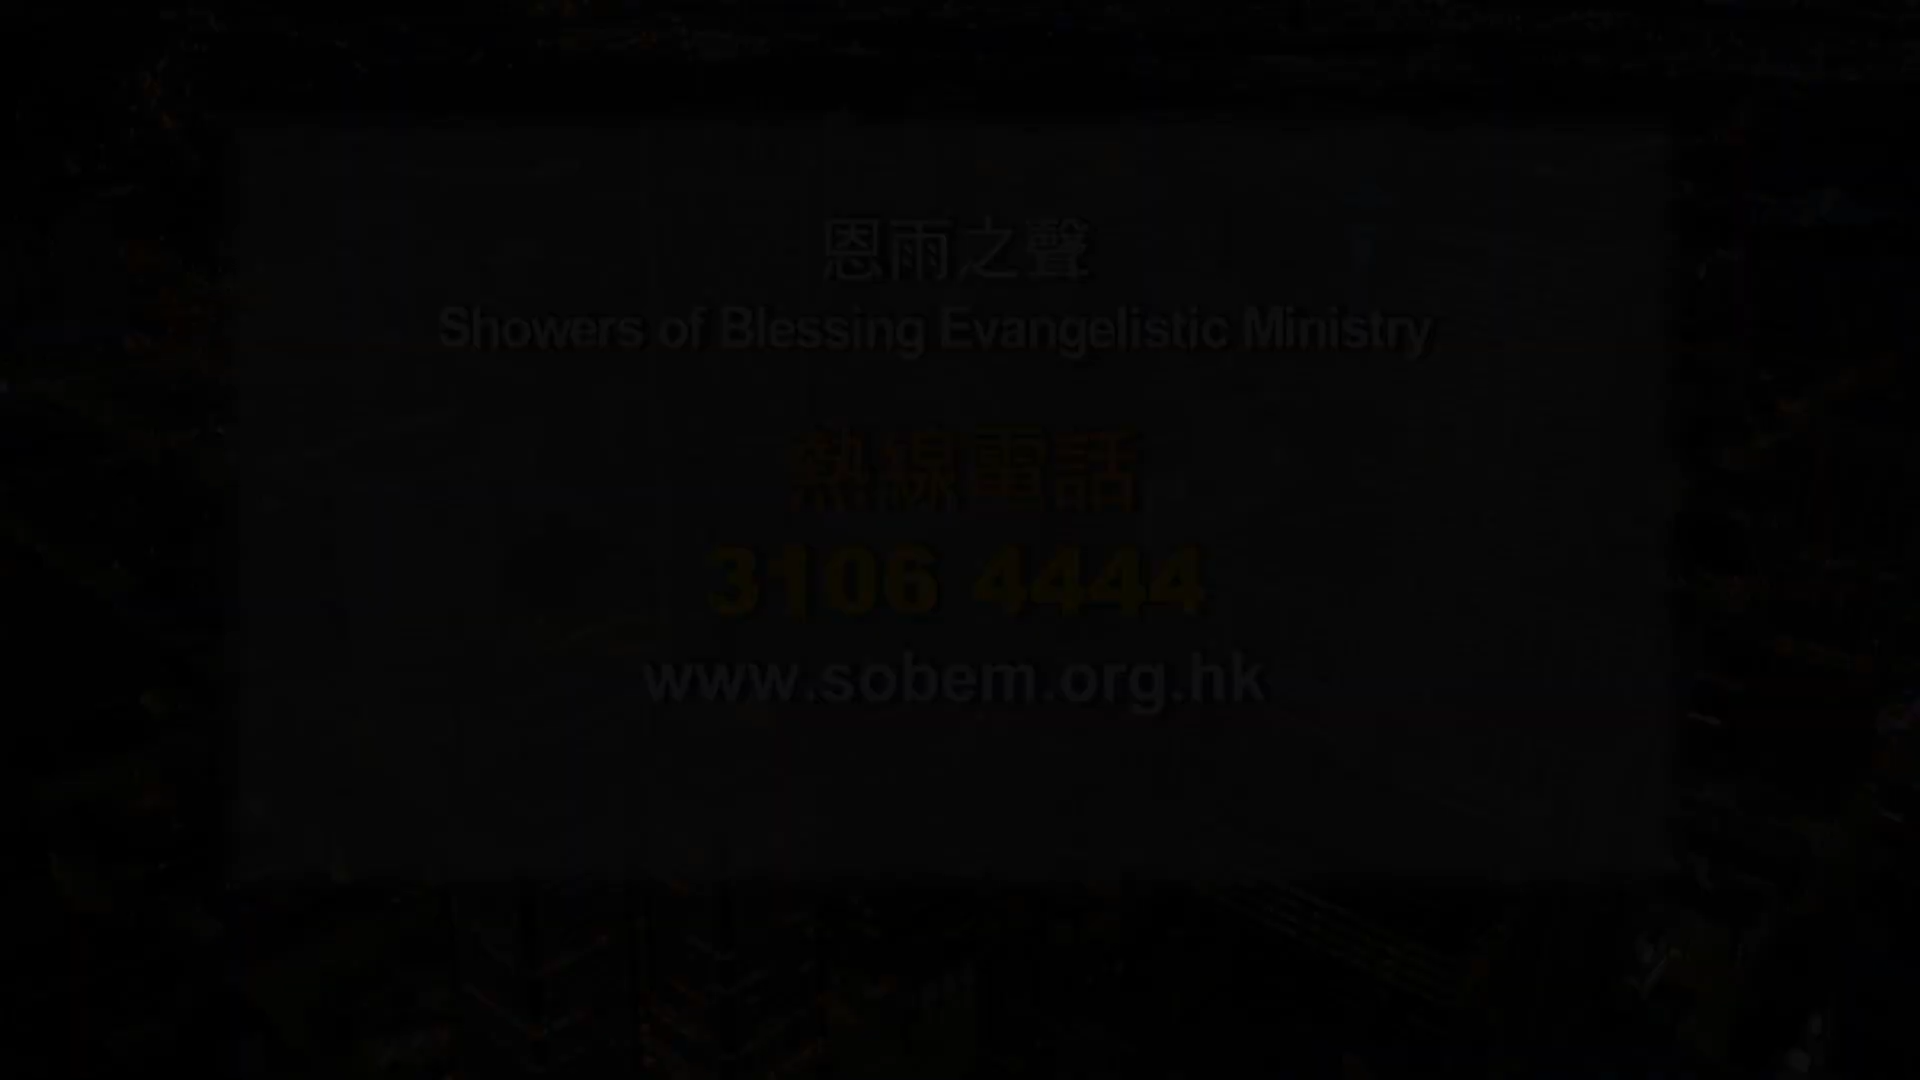 恩雨之聲
Showers of Blessing Evangelistic Ministry
熱線電話
3106 4444
www.sobem.org.hk